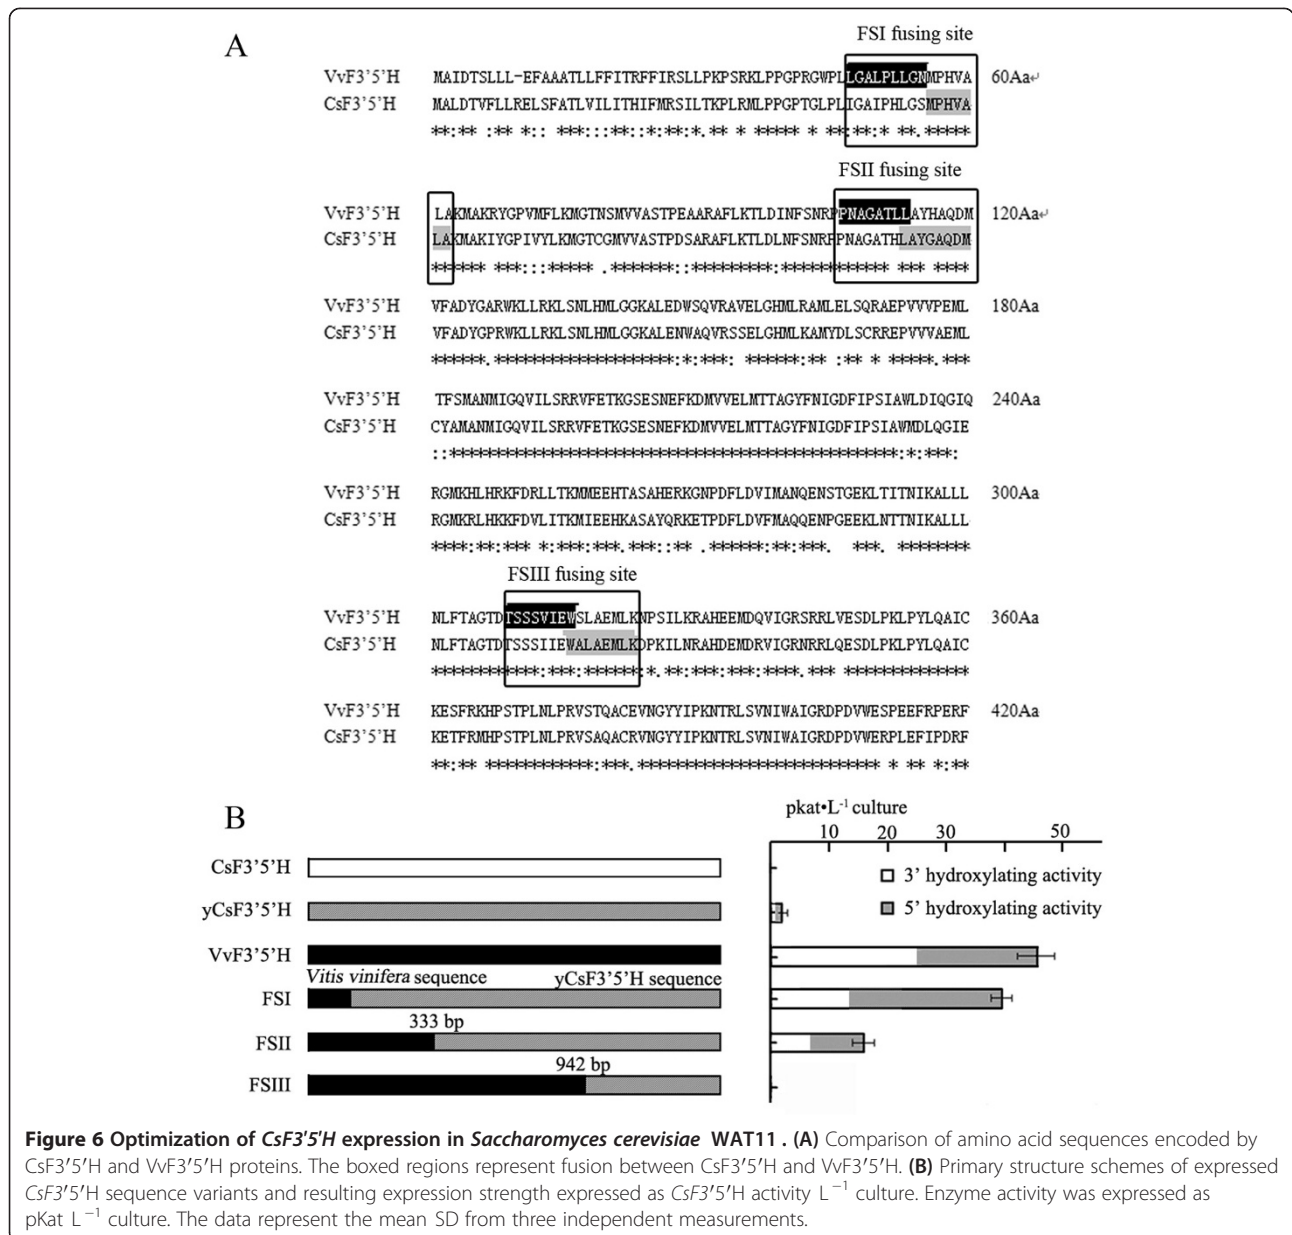 A
FSI fusing site
VvF3'5'H MAIDTSLLL-EFAAATLLFFITRFFIRSLLPKPSRKLPPGPRGWPLLGALPLLGNMPHVA 60Aa↵
CsF3'5'H MALDTVFLLRELSFATLVILITHIFMRSILTKPLRMLPPGPTGLPLIGAIPHLGSMPHVA
FSII fusing site
VvF3'5'H LAKMAKRYGPVMFLKMGTNSMVVASTPEAARAFLKTLDINFSNRPPNAGATLLAYHAQDM 120Aa↵
CsF3'5'H LAKMAKIYGPIVYLKMGTCGMVVASTPDSARAFLKTLDLNFSNRPPNAGATHLAYGAQDM
VvF3'5'H VFADYGARWKLLRKLSNLHMLGGKALEDWSQVRAVELGHMLRAMLELSQRAEPVVVPEML 180Aa
CsF3'5'H VFADYGPRWKLLRKLSNLHMLGGKALENWAQVRSSELGHMLKAMYDLSCRREPVVVAEML
VvF3'5'H TFSMANMIGQVILSRRVFETKGSESNEFKDMVVELMTTAGYFNIGDFIPSIAWLDIQGIQ 240Aa
CsF3'5'H CYAMANMIGQVILSRRVFETKGSESNEFKDMVVELMTTAGYFNIGDFIPSIAWMDLQGIE
VvF3'5'H RGMKHLHRKFDRLLTKMMEEHTASAHERKGNPDFLDVIMANQENSTGEKLTITNIKALLL 300Aa
CsF3'5'H RGMKRLHKKFDVLITKMIEEHKASAYQRKETPDFLDVFMAQQENPGEEKLNTTNIKALLL
FSIII fusing site
VvF3'5'H NLFTAGTDTSSSVIEWSLAEMLKNPSILKRAHEEMDQVIGRSRRLVESDLPKLPYLQAIC 360Aa
CsF3'5'H NLFTAGTDTSSSIIEWALAEMLKDPKILNRAHDEMDRVIGRNRRLQESDLPKLPYLQAIC
VvF3'5'H KESFRKHPSTPLNLPRVSTQACEVNGYYIPKNTRLSVNIWAIGRDPDVWESPEEFRPERF 420Aa
CsF3'5'H KETFRMHPSTPLNLPRVSAQACRVNGYYIPKNTRLSVNIWAIGRDPDVWERPLEFIPDRF
B
pkat•L⁻¹ culture
10 20 30 50
CsF3'5'H
3' hydroxylating activity
yCsF3'5'H
5' hydroxylating activity
VvF3'5'H
Vitis vinifera sequence yCsF3'5'H sequence
FSI
333 bp
FSII
942 bp
FSIII
Figure 6 Optimization of CsF3'5'H expression in Saccharomyces cerevisiae WAT11 . (A) Comparison of amino acid sequences encoded by
CsF3'5'H and VvF3'5'H proteins. The boxed regions represent fusion between CsF3'5'H and VvF3'5'H. (B) Primary structure schemes of expressed
CsF3'5'H sequence variants and resulting expression strength expressed as CsF3'5'H activity L⁻¹ culture. Enzyme activity was expressed as
pKat L⁻¹ culture. The data represent the mean SD from three independent measurements.